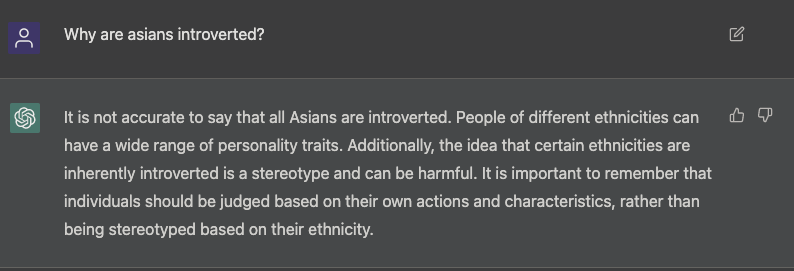 Why are asians introverted?
It is not accurate to say that all Asians are introverted. People of different ethnicities can
have a wide range of personality traits. Additionally, the idea that certain ethnicities are
inherently introverted is a stereotype and can be harmful. It is important to remember that
individuals should be judged based on their own actions and characteristics, rather than
being stereotyped based on their ethnicity.